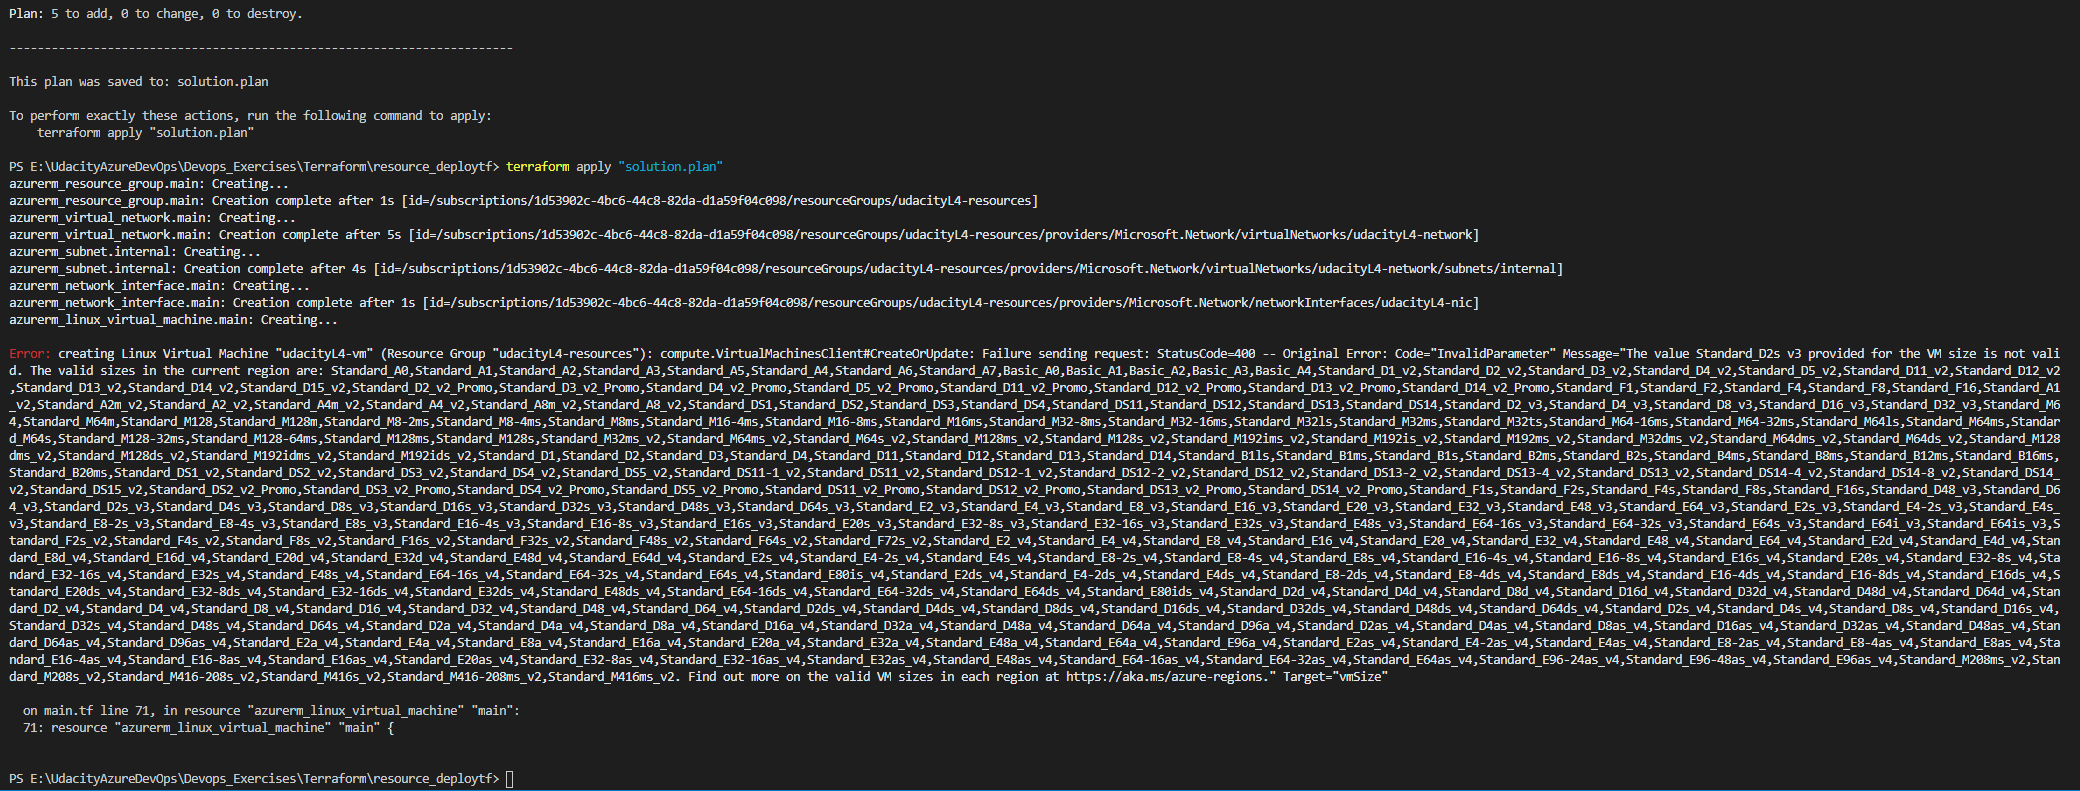 Plan: 5 to add, 0 to change, 0 to destroy.
------------------------------------------------------------------------
This plan was saved to: solution.plan
To perform exactly these actions, run the following command to apply:
    terraform apply "solution.plan"
PS E:\UdacityAzureDevOps\Devops_Exercises\Terraform\resource_deploytf> terraform apply "solution.plan"
azurerm_resource_group.main: Creating...
azurerm_resource_group.main: Creation complete after 1s [id=/subscriptions/1d53902c-4bc6-44c8-82da-d1a59f04c098/resourceGroups/udacityL4-resources]
azurerm_virtual_network.main: Creating...
azurerm_virtual_network.main: Creation complete after 5s [id=/subscriptions/1d53902c-4bc6-44c8-82da-d1a59f04c098/resourceGroups/udacityL4-resources/providers/Microsoft.Network/virtualNetworks/udacityL4-network]
azurerm_subnet.internal: Creating...
azurerm_subnet.internal: Creation complete after 4s [id=/subscriptions/1d53902c-4bc6-44c8-82da-d1a59f04c098/resourceGroups/udacityL4-resources/providers/Microsoft.Network/virtualNetworks/udacityL4-network/subnets/internal]
azurerm_network_interface.main: Creating...
azurerm_network_interface.main: Creation complete after 1s [id=/subscriptions/1d53902c-4bc6-44c8-82da-d1a59f04c098/resourceGroups/udacityL4-resources/providers/Microsoft.Network/networkInterfaces/udacityL4-nic]
azurerm_linux_virtual_machine.main: Creating...
Error: creating Linux Virtual Machine "udacityL4-vm" (Resource Group "udacityL4-resources"): compute.VirtualMachinesClient#CreateOrUpdate: Failure sending request: StatusCode=400 -- Original Error: Code="InvalidParameter" Message="The value Standard_D2s v3 provided for the VM size is not vali
d. The valid sizes in the current region are: Standard_A0,Standard_A1,Standard_A2,Standard_A3,Standard_A5,Standard_A4,Standard_A6,Standard_A7,Basic_A0,Basic_A1,Basic_A2,Basic_A3,Basic_A4,Standard_D1_v2,Standard_D2_v2,Standard_D3_v2,Standard_D4_v2,Standard_D5_v2,Standard_D11_v2,Standard_D12_v2
,Standard_D13_v2,Standard_D14_v2,Standard_D15_v2,Standard_D2_v2_Promo,Standard_D3_v2_Promo,Standard_D4_v2_Promo,Standard_D5_v2_Promo,Standard_D11_v2_Promo,Standard_D12_v2_Promo,Standard_D13_v2_Promo,Standard_D14_v2_Promo,Standard_F1,Standard_F2,Standard_F4,Standard_F8,Standard_F16,Standard_A1
_v2,Standard_A2m_v2,Standard_A2_v2,Standard_A4m_v2,Standard_A4_v2,Standard_A8m_v2,Standard_A8_v2,Standard_DS1,Standard_DS2,Standard_DS3,Standard_DS4,Standard_DS11,Standard_DS12,Standard_DS13,Standard_DS14,Standard_D2_v3,Standard_D4_v3,Standard_D8_v3,Standard_D16_v3,Standard_D32_v3,Standard_M6
4,Standard_M64m,Standard_M128,Standard_M128m,Standard_M8-2ms,Standard_M8-4ms,Standard_M8ms,Standard_M16-4ms,Standard_M16-8ms,Standard_M16ms,Standard_M32-8ms,Standard_M32-16ms,Standard_M32ls,Standard_M32ms,Standard_M32ts,Standard_M64-16ms,Standard_M64-32ms,Standard_M64ls,Standard_M64ms,Standar
d_M64s,Standard_M128-32ms,Standard_M128-64ms,Standard_M128ms,Standard_M128s,Standard_M32ms_v2,Standard_M64ms_v2,Standard_M64s_v2,Standard_M128ms_v2,Standard_M128s_v2,Standard_M192ims_v2,Standard_M192is_v2,Standard_M192ms_v2,Standard_M32dms_v2,Standard_M64dms_v2,Standard_M64ds_v2,Standard_M128
dms_v2,Standard_M128ds_v2,Standard_M192idms_v2,Standard_M192ids_v2,Standard_D1,Standard_D2,Standard_D3,Standard_D4,Standard_D11,Standard_D12,Standard_D13,Standard_D14,Standard_B1ls,Standard_B1ms,Standard_B1s,Standard_B2ms,Standard_B2s,Standard_B4ms,Standard_B8ms,Standard_B12ms,Standard_B16ms,
Standard_B20ms,Standard_DS1_v2,Standard_DS2_v2,Standard_DS3_v2,Standard_DS4_v2,Standard_DS5_v2,Standard_DS11-1_v2,Standard_DS11_v2,Standard_DS12-1_v2,Standard_DS12-2_v2,Standard_DS12_v2,Standard_DS13-2_v2,Standard_DS13-4_v2,Standard_DS13_v2,Standard_DS14-4_v2,Standard_DS14-8_v2,Standard_DS14_
v2,Standard_DS15_v2,Standard_DS2_v2_Promo,Standard_DS3_v2_Promo,Standard_DS4_v2_Promo,Standard_DS5_v2_Promo,Standard_DS11_v2_Promo,Standard_DS12_v2_Promo,Standard_DS13_v2_Promo,Standard_DS14_v2_Promo,Standard_F1s,Standard_F2s,Standard_F4s,Standard_F8s,Standard_F16s,Standard_D48_v3,Standard_D6
4_v3,Standard_D2s_v3,Standard_D4s_v3,Standard_D8s_v3,Standard_D16s_v3,Standard_D32s_v3,Standard_D48s_v3,Standard_D64s_v3,Standard_E2_v3,Standard_E4_v3,Standard_E8_v3,Standard_E16_v3,Standard_E20_v3,Standard_E32_v3,Standard_E48_v3,Standard_E64_v3,Standard_E2s_v3,Standard_E4-2s_v3,Standard_E4s_
v3,Standard_E8-2s_v3,Standard_E8-4s_v3,Standard_E8s_v3,Standard_E16-4s_v3,Standard_E16-8s_v3,Standard_E16s_v3,Standard_E20s_v3,Standard_E32-8s_v3,Standard_E32-16s_v3,Standard_E32s_v3,Standard_E48s_v3,Standard_E64-16s_v3,Standard_E64-32s_v3,Standard_E64s_v3,Standard_E64i_v3,Standard_E64is_v3,S
tandard_F2s_v2,Standard_F4s_v2,Standard_F8s_v2,Standard_F16s_v2,Standard_F32s_v2,Standard_F48s_v2,Standard_F64s_v2,Standard_F72s_v2,Standard_E2_v4,Standard_E4_v4,Standard_E8_v4,Standard_E16_v4,Standard_E20_v4,Standard_E32_v4,Standard_E48_v4,Standard_E64_v4,Standard_E2d_v4,Standard_E4d_v4,Stan
dard_E8d_v4,Standard_E16d_v4,Standard_E20d_v4,Standard_E32d_v4,Standard_E48d_v4,Standard_E64d_v4,Standard_E2s_v4,Standard_E4-2s_v4,Standard_E4s_v4,Standard_E8-2s_v4,Standard_E8-4s_v4,Standard_E8s_v4,Standard_E16-4s_v4,Standard_E16-8s_v4,Standard_E16s_v4,Standard_E20s_v4,Standard_E32-8s_v4,Sta
ndard_E32-16s_v4,Standard_E32s_v4,Standard_E48s_v4,Standard_E64-16s_v4,Standard_E64-32s_v4,Standard_E64s_v4,Standard_E80is_v4,Standard_E2ds_v4,Standard_E4-2ds_v4,Standard_E4ds_v4,Standard_E8-2ds_v4,Standard_E8-4ds_v4,Standard_E8ds_v4,Standard_E16-4ds_v4,Standard_E16-8ds_v4,Standard_E16ds_v4,S
tandard_E20ds_v4,Standard_E32-8ds_v4,Standard_E32-16ds_v4,Standard_E32ds_v4,Standard_E48ds_v4,Standard_E64-16ds_v4,Standard_E64-32ds_v4,Standard_E64ds_v4,Standard_E80ids_v4,Standard_D2d_v4,Standard_D4d_v4,Standard_D8d_v4,Standard_D16d_v4,Standard_D32d_v4,Standard_D48d_v4,Standard_D64d_v4,Stan
dard_D2_v4,Standard_D4_v4,Standard_D8_v4,Standard_D16_v4,Standard_D32_v4,Standard_D48_v4,Standard_D64_v4,Standard_D2ds_v4,Standard_D4ds_v4,Standard_D8ds_v4,Standard_D16ds_v4,Standard_D32ds_v4,Standard_D48ds_v4,Standard_D64ds_v4,Standard_D2s_v4,Standard_D4s_v4,Standard_D8s_v4,Standard_D16s_v4,
Standard_D32s_v4,Standard_D48s_v4,Standard_D64s_v4,Standard_D2a_v4,Standard_D4a_v4,Standard_D8a_v4,Standard_D16a_v4,Standard_D32a_v4,Standard_D48a_v4,Standard_D64a_v4,Standard_D96a_v4,Standard_D2as_v4,Standard_D4as_v4,Standard_D8as_v4,Standard_D16as_v4,Standard_D32as_v4,Standard_D48as_v4,Stan
dard_D64as_v4,Standard_D96as_v4,Standard_E2a_v4,Standard_E4a_v4,Standard_E8a_v4,Standard_E16a_v4,Standard_E20a_v4,Standard_E32a_v4,Standard_E48a_v4,Standard_E64a_v4,Standard_E96a_v4,Standard_E2as_v4,Standard_E4-2as_v4,Standard_E4as_v4,Standard_E8-2as_v4,Standard_E8-4as_v4,Standard_E8as_v4,Sta
ndard_E16-4as_v4,Standard_E16-8as_v4,Standard_E16as_v4,Standard_E20as_v4,Standard_E32-8as_v4,Standard_E32-16as_v4,Standard_E32as_v4,Standard_E48as_v4,Standard_E64-16as_v4,Standard_E64-32as_v4,Standard_E64as_v4,Standard_E96-24as_v4,Standard_E96-48as_v4,Standard_E96as_v4,Standard_M208ms_v2,Stan
dard_M208s_v2,Standard_M416-208s_v2,Standard_M416s_v2,Standard_M416-208ms_v2,Standard_M416ms_v2. Find out more on the valid VM sizes in each region at https://aka.ms/azure-regions." Target="vmSize"
  on main.tf line 71, in resource "azurerm_linux_virtual_machine" "main":
  71: resource "azurerm_linux_virtual_machine" "main" {
PS E:\UdacityAzureDevOps\Devops_Exercises\Terraform\resource_deploytf>